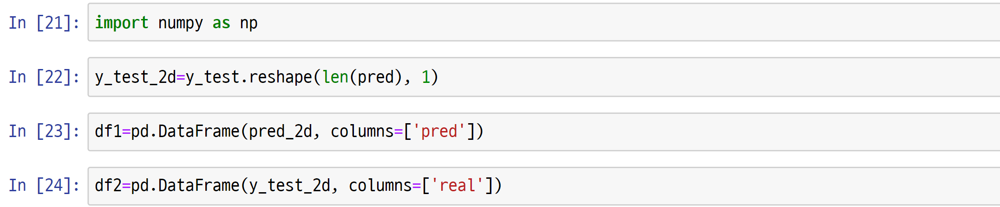 In [21]: import numpy as np
In [22]: y_test_2d=y_test.reshape(len(pred), 1)
In [23]: df1=pd.DataFrame(pred_2d, columns=['pred'])
In [24]: df2=pd.DataFrame(y_test_2d, columns=['real'])